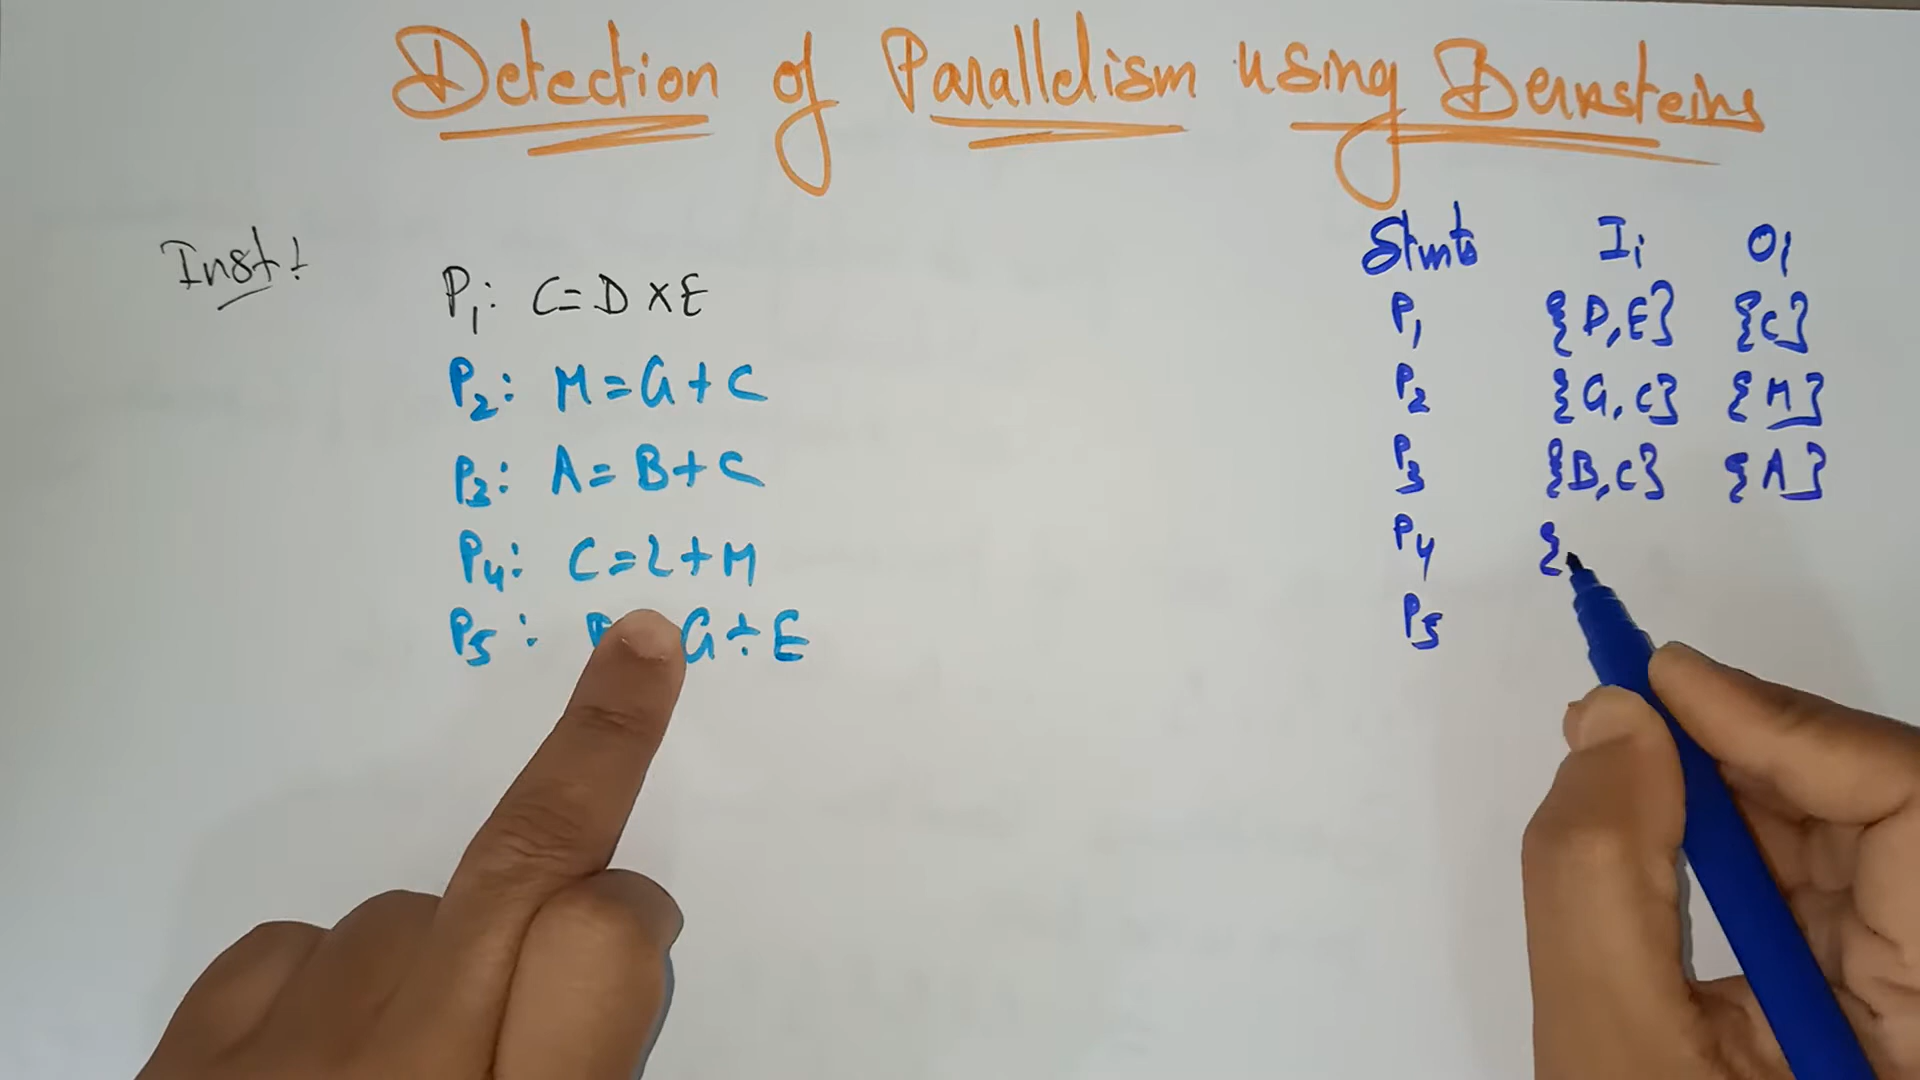 Detection of Parallelism using Bernsteins
Inst:
P1: C=D×E
P2: M=G+C
P3: A=B+C
P4: C=L+M
P5: G÷E
Stmts Ii Oi
P1 {D,E} {C}
P2 {G,C} {M}
P3 {B,C} {A}
P4 {
P5